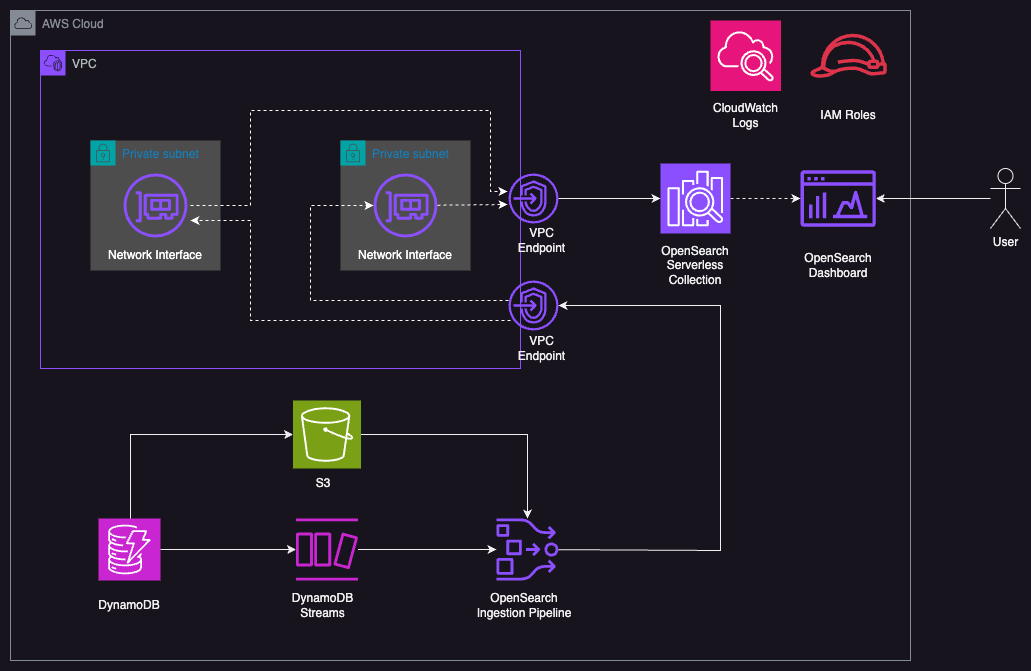 AWS Cloud
VPC
CloudWatch
Logs
IAM Roles
Private subnet
Private subnet
Network Interface
Network Interface
VPC
Endpoint
OpenSearch
Serverless
Collection
OpenSearch
Dashboard
User
VPC
Endpoint
S3
DynamoDB
DynamoDB
Streams
OpenSearch
Ingestion Pipeline